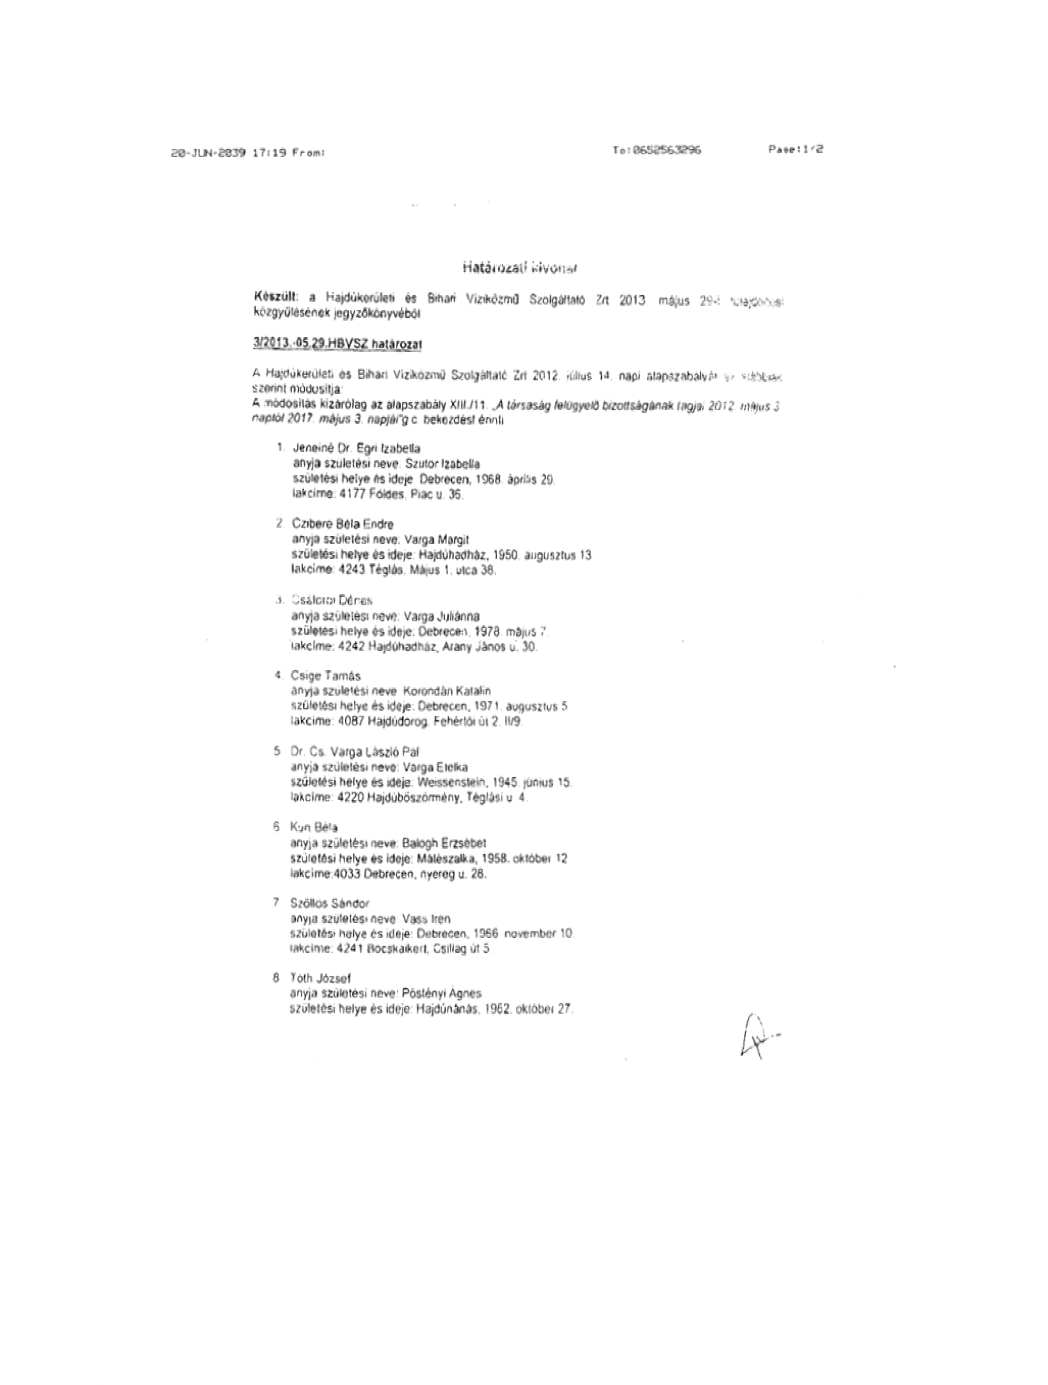 20-JUN-2039 17:19 From:
To:0652563296
Page:1/2
Határozati kivonat
Készült: a Hajdúkerületi és Bihari Víziközmű Szolgáltató Zrt 2013 május 29-i
közgyűlésének jegyzőkönyvéből
3/2013.-05.29.HBVSZ határozat
A Hajdúkerületi és Bihari Víziközmű Szolgáltató Zrt 2012. július 14. napi alapszabályát
szerint módosítja:
A módosítás kizárólag az alapszabály XIII./11. „A társaság felügyelő bizottságának tagjai 2012. május 3
naptól 2017. május 3. napjáig" c. bekezdést érinti
1. Jeneiné Dr. Egri Izabella
anyja születési neve: Szutor Izabella
születési helye és ideje: Debrecen, 1968. április 29.
lakcíme: 4177 Földes, Piac u. 36.
2 Czibere Béla Endre
anyja születési neve: Varga Margit
születési helye és ideje: Hajdúhadház, 1950. augusztus 13
lakcíme: 4243 Téglás, Május 1. utca 38.
3. Dénes
anyja születési neve: Varga Juliánna
születési helye és ideje: Debrecen, 1978. május 7.
lakcíme: 4242 Hajdúhadház, Arany János u. 30.
4. Csige Tamás
anyja születési neve: Korondán Katalin
születési helye és ideje: Debrecen, 1971. augusztus 5
lakcíme: 4087 Hajdúdorog, Fehértói út 2. II/9
5 Dr. Cs. Varga László Pál
anyja születési neve: Varga Etelka
születési helye és ideje: Weissenstein, 1945. június 15.
lakcíme: 4220 Hajdúböszörmény, Téglási u. 4.
6 Kun Béla
anyja születési neve: Balogh Erzsébet
születési helye és ideje: Mátészalka, 1958. október 12
lakcíme:4033 Debrecen, nyereg u. 28.
7 Szőllős Sándor
anyja születési neve: Vass Irén
születési helye és ideje: Debrecen, 1966. november 10
lakcíme: 4241 Bocskaikert, Csillag út 5
8 Tóth József
anyja születési neve: Pöstényi Ágnes
születési helye és ideje: Hajdúnánás, 1962. október 27.